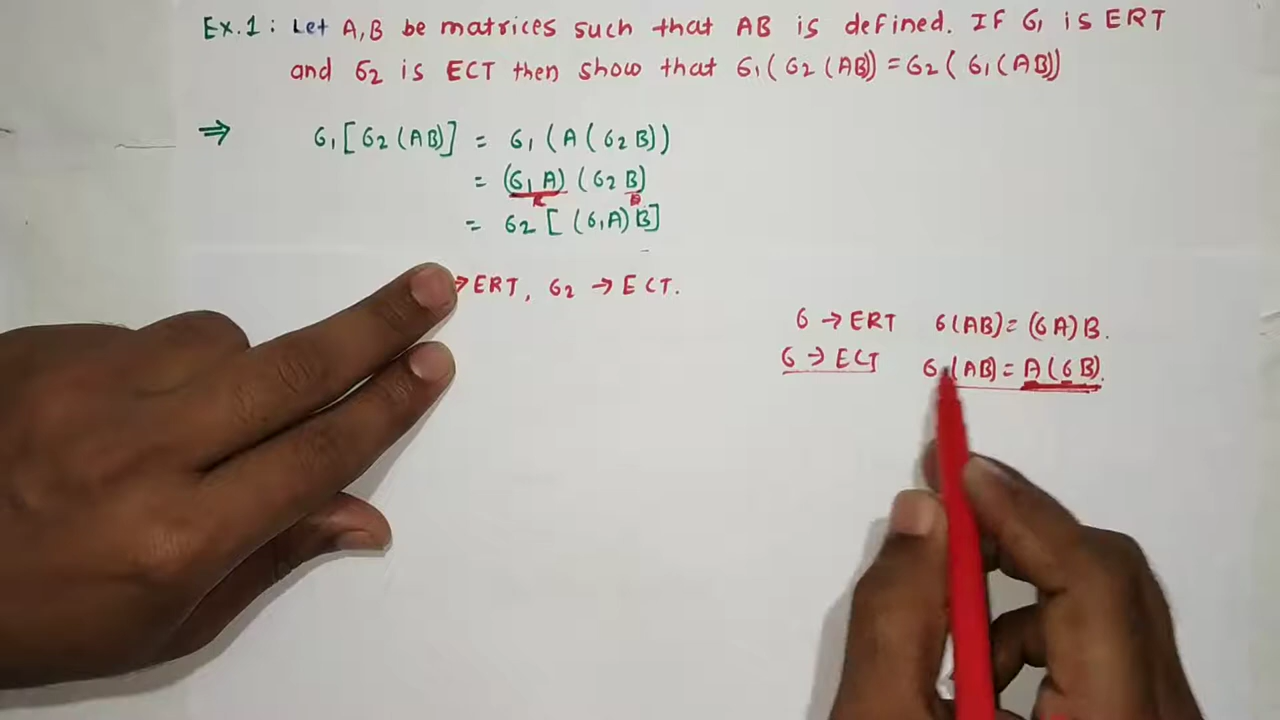 Ex.1: Let A,B be matrices such that AB is defined. If σ₁ is ERT
and σ₂ is ECT then show that σ₁(σ₂(AB)) = σ₂(σ₁(AB))
⇒ σ₁[σ₂(AB)] = σ₁(A(σ₂B))
= (σ₁A)(σ₂B)
A B
= σ₂[(σ₁A)B]
→ ERT, σ₂ → ECT.
σ → ERT σ(AB) = (σA)B.
σ → ECT σ(AB) = A(σB).